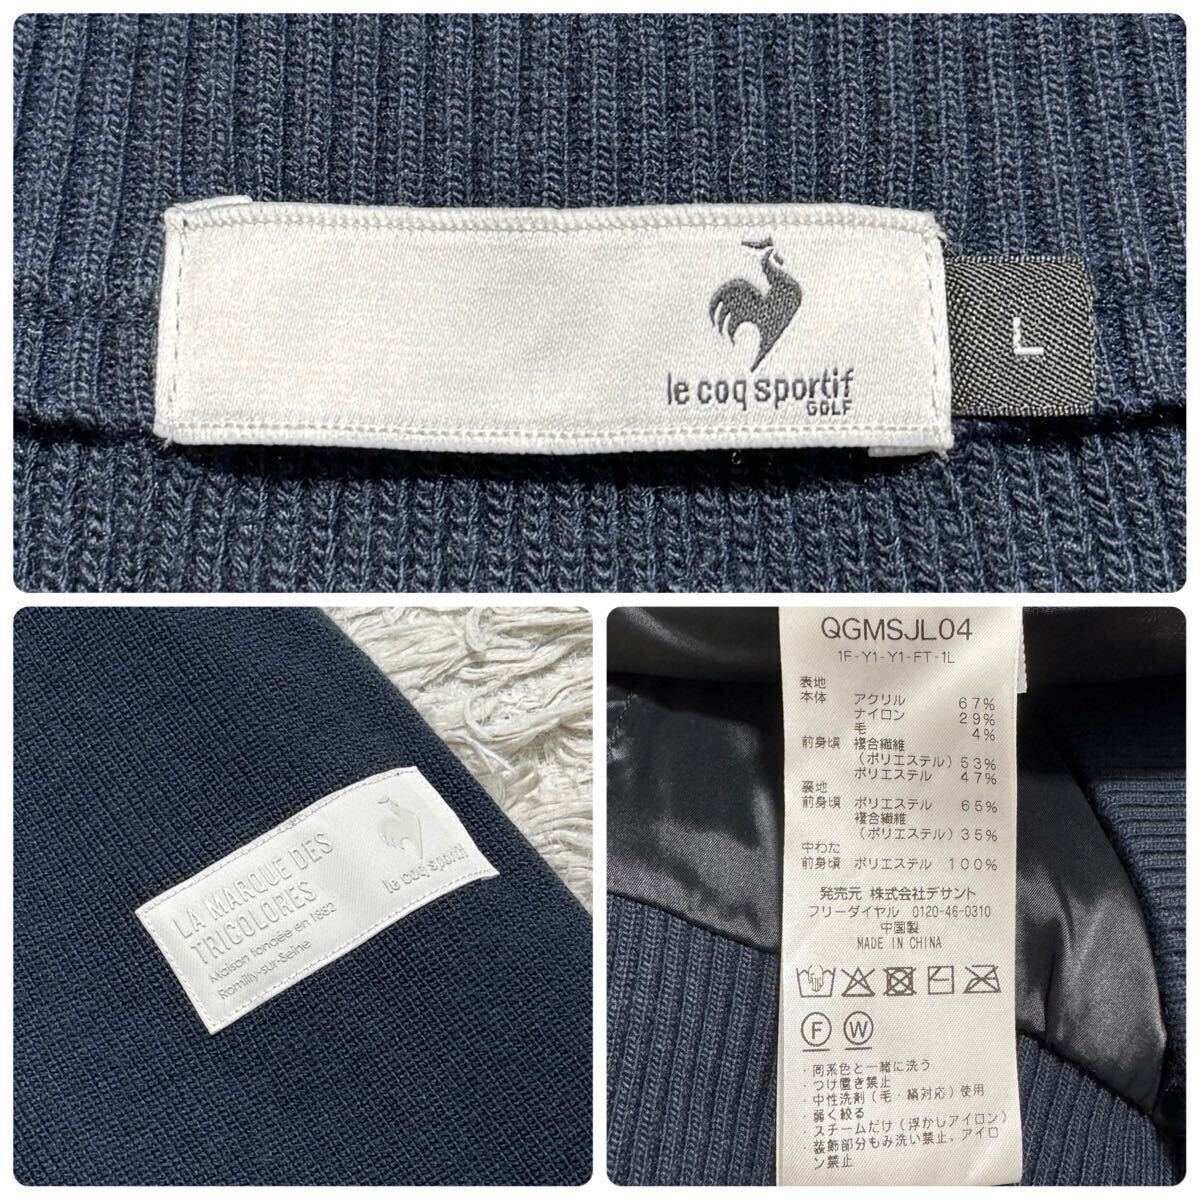 le coq sportif
GOLF
L
LA MARQUE DES
TRICOLORES
Maison fondée en 1882
Romilly-sur-Seine
le coq sportif
QGMSJL04
1F-Y1-Y1-FT-1L
表地
本体 アクリル 67%
ナイロン 29%
毛 4%
前身頃 複合繊維
(ポリエステル) 53%
ポリエステル 47%
裏地
前身頃 ポリエステル 65%
複合繊維
(ポリエステル) 35%
中わた
前身頃 ポリエステル 100%
発売元 株式会社デサント
フリーダイヤル 0120-46-0310
中国製
MADE IN CHINA
F W
・同系色と一緒に洗う
・つけ置き禁止
・中性洗剤(毛・絹対応)使用
・弱く絞る
・スチームだけ(浮かしアイロン)
・装飾部分もみ洗い禁止、アイロ
ン禁止